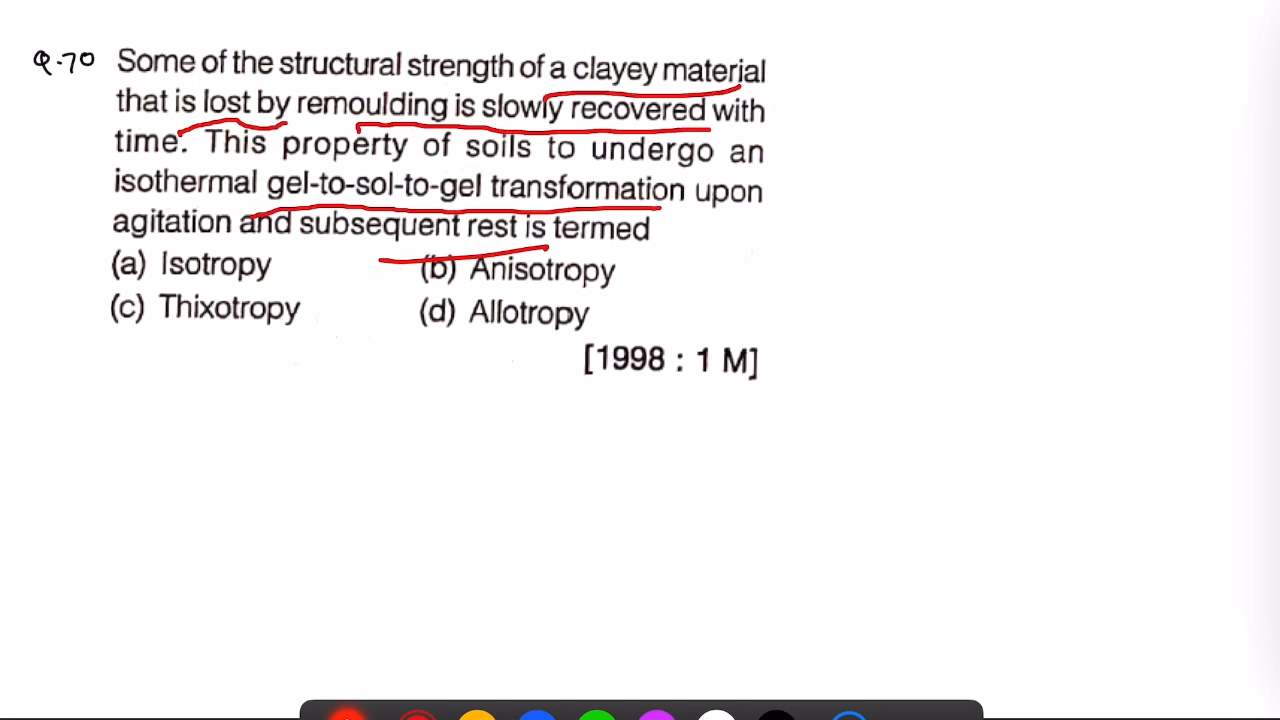 Q.70 Some of the structural strength of a clayey material
that is lost by remoulding is slowly recovered with
time. This property of soils to undergo an
isothermal gel-to-sol-to-gel transformation upon
agitation and subsequent rest is termed
(a) Isotropy (b) Anisotropy
(c) Thixotropy (d) Allotropy
[1998 : 1 M]